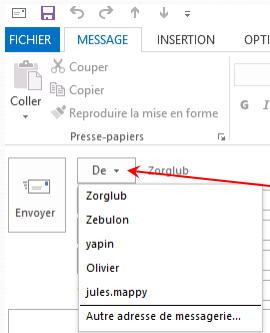 FICHIER MESSAGE INSERTION OPTI
Couper
Copier
Coller
Reproduire la mise en forme
G I
Presse-papiers
De Zorglub
Envoyer
Zorglub
Zebulon
yapin
Olivier
jules.mappy
Autre adresse de messagerie...